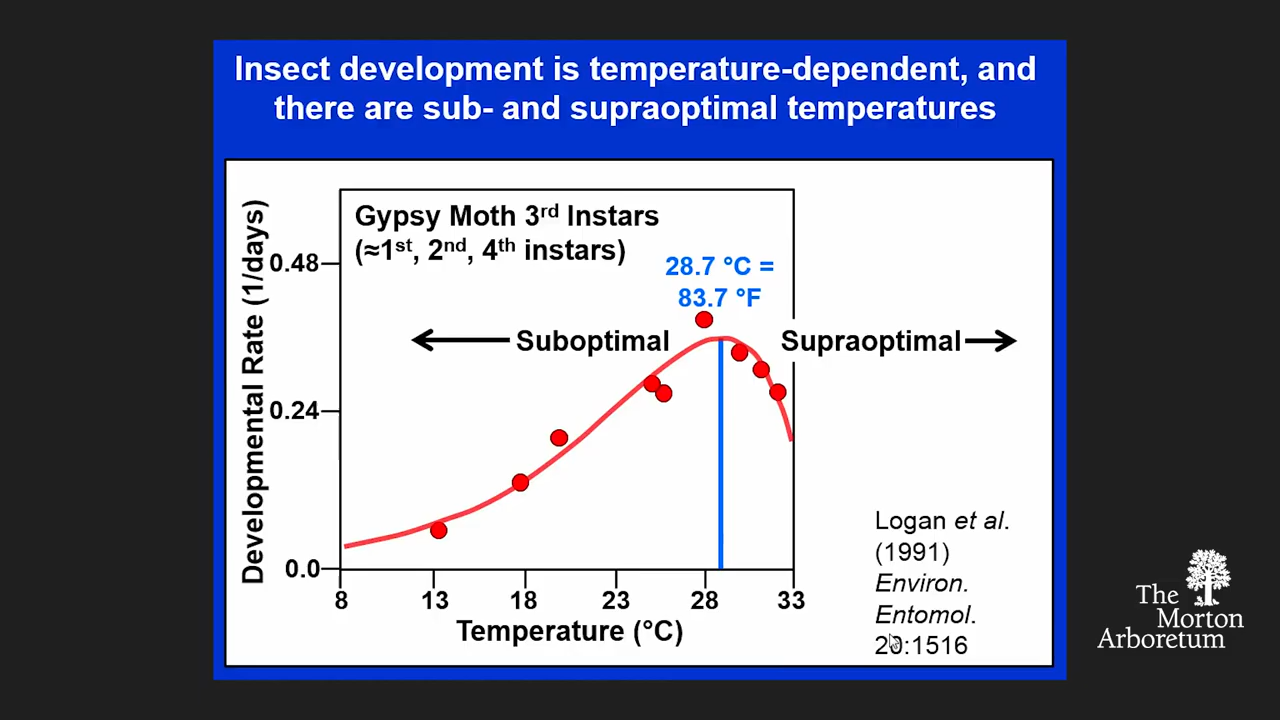 Insect development is temperature-dependent, and
there are sub- and supraoptimal temperatures
Gypsy Moth 3rd Instars
(≈1st, 2nd, 4th instars)
28.7 °C =
83.7 °F
Suboptimal
Supraoptimal
Developmental Rate (1/days)
0.48
0.24
0.0
8 13 18 23 28 33
Temperature (°C)
Logan et al.
(1991)
Environ.
Entomol.
20:1516
The
Morton
Arboretum